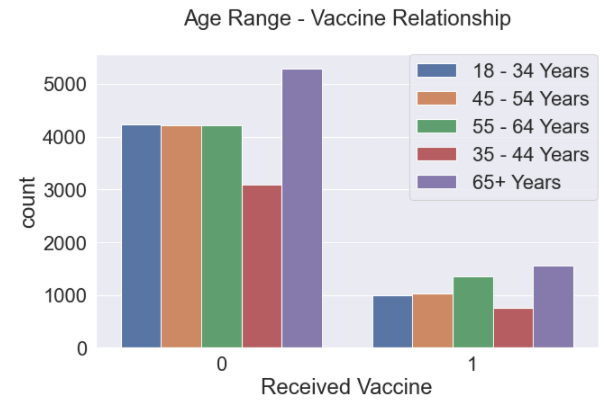 Age Range - Vaccine Relationship
18 - 34 Years
45 - 54 Years
55 - 64 Years
35 - 44 Years
65+ Years
5000
4000
3000
2000
1000
0
count
0 1
Received Vaccine